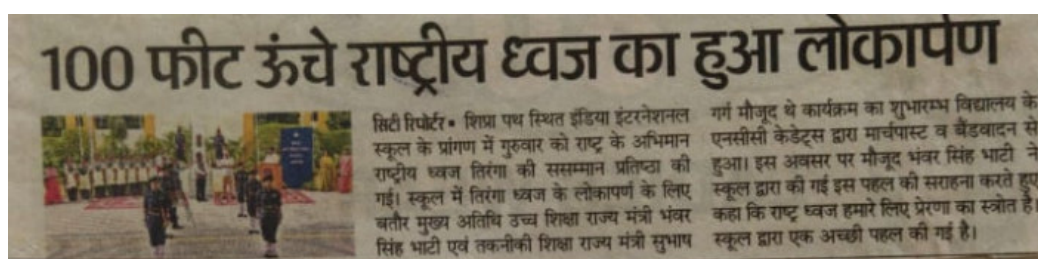 100 फीट ऊंचे राष्ट्रीय ध्वज का हुआ लोकार्पण
सिटी रिपोर्टर • शिप्रा पथ स्थित इंडिया इंटरनेशनल
स्कूल के प्रांगण में गुरुवार को राष्ट्र के अभिमान
राष्ट्रीय ध्वज तिरंगा की ससम्मान प्रतिष्ठा की
गई। स्कूल में तिरंगा ध्वज के लोकापर्ण के लिए
बतौर मुख्य अतिथि उच्च शिक्षा राज्य मंत्री भंवर
सिंह भाटी एवं तकनीकी शिक्षा राज्य मंत्री सुभाष
गर्ग मौजूद थे कार्यक्रम का शुभारम्भ विद्यालय के
एनसीसी केडेट्स द्वारा मार्चपास्ट व बैंडवादन से
हुआ। इस अवसर पर मौजूद भंवर सिंह भाटी ने
स्कूल द्वारा की गई इस पहल की सराहना करते हुए
कहा कि राष्ट्र ध्वज हमारे लिए प्रेरणा का स्त्रोत है।
स्कूल द्वारा एक अच्छी पहल की गई है।